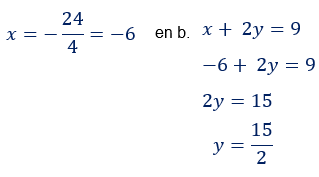 x = -24/4 = -6 en b. x + 2y = 9
-6 + 2y = 9
2y = 15
y = 15/2